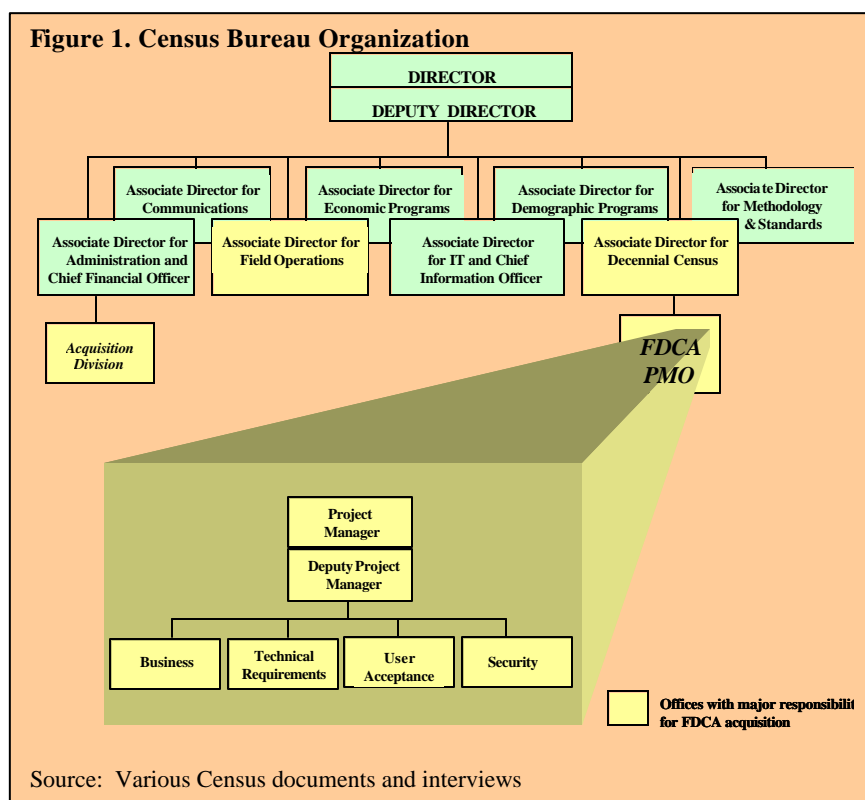 Figure 1. Census Bureau Organization
DIRECTOR
DEPUTY DIRECTOR
Associate Director for
Communications
Associate Director for
Economic Programs
Associate Director for
Demographic Programs
Associate Director
for Methodology
& Standards
Associate Director for
Administration and
Chief Financial Officer
Associate Director for
Field Operations
Associate Director
for IT and Chief
Information Officer
Associate Director for
Decennial Census
Acquisition
Division
FDCA
PMO
Project
Manager
Deputy Project
Manager
Business
Technical
Requirements
User
Acceptance
Security
Offices with major responsibilit
for FDCA acquisition
Source: Various Census documents and interviews